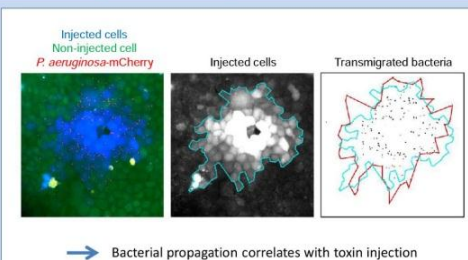 Injected cells
Non-injected cell
P. aeruginosa-mCherry
Injected cells
Transmigrated bacteria
Bacterial propagation correlates with toxin injection